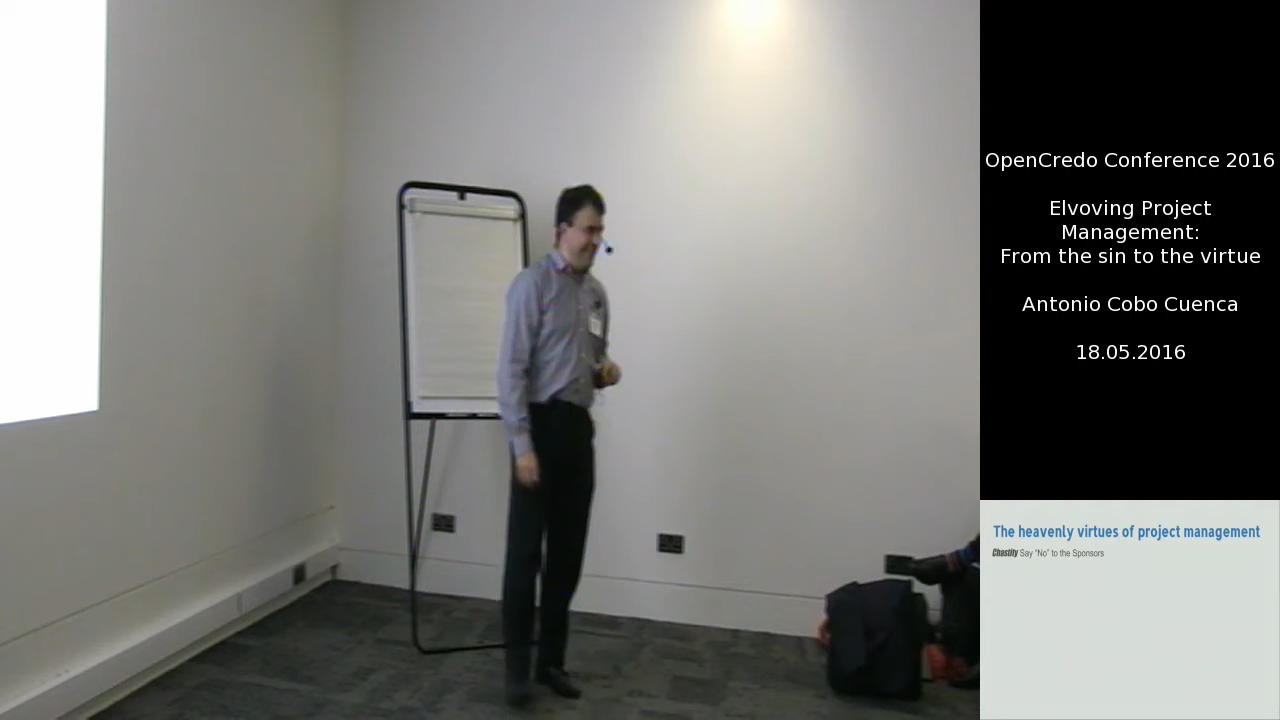 OpenCredo Conference 2016
Elvoving Project
Management:
From the sin to the virtue
Antonio Cobo Cuenca
18.05.2016
The heavenly virtues of project management
Chastity Say "No" to the Sponsors